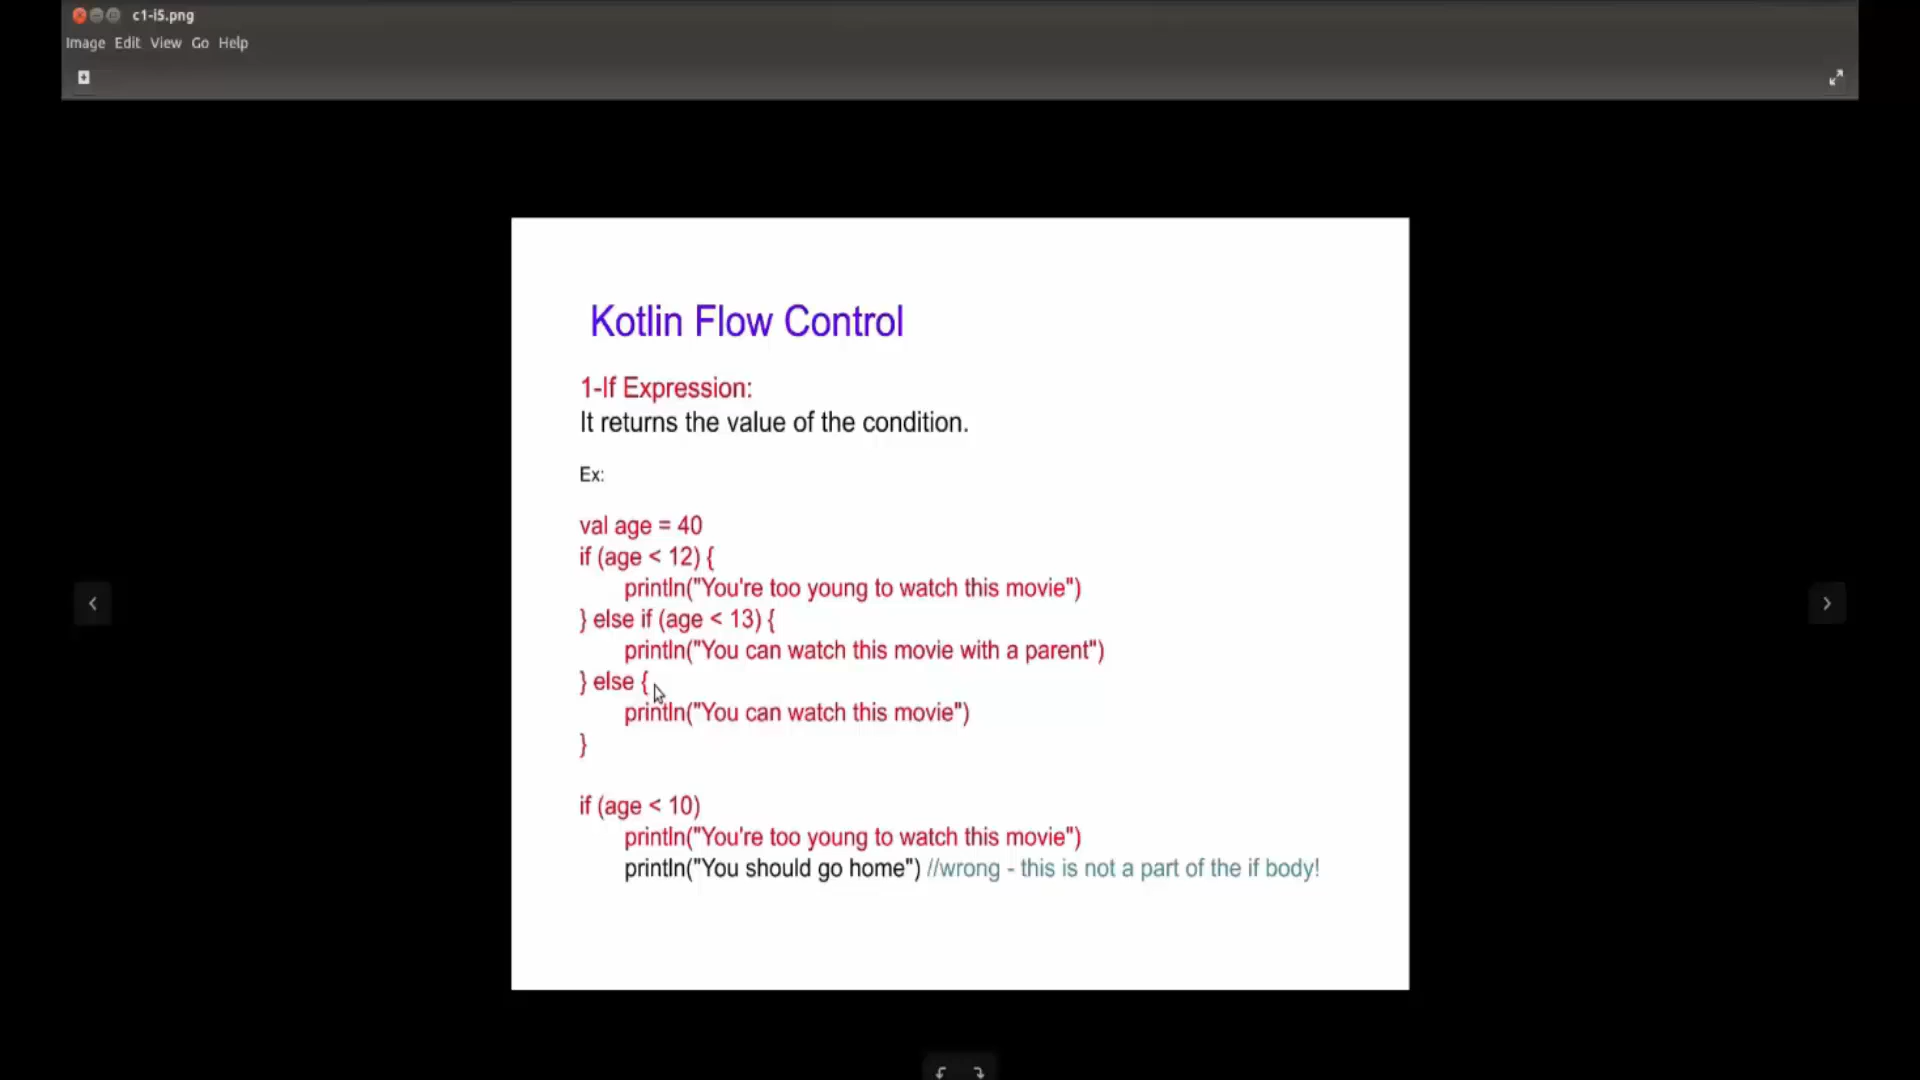 c1-i5.png
Image Edit View Go Help
Kotlin Flow Control
1-If Expression:
It returns the value of the condition.
Ex:
val age = 40
if (age < 12) {
println("You're too young to watch this movie")
} else if (age < 13) {
println("You can watch this movie with a parent")
} else {
println("You can watch this movie")
}
if (age < 10)
println("You're too young to watch this movie")
println("You should go home") //wrong - this is not a part of the if body!